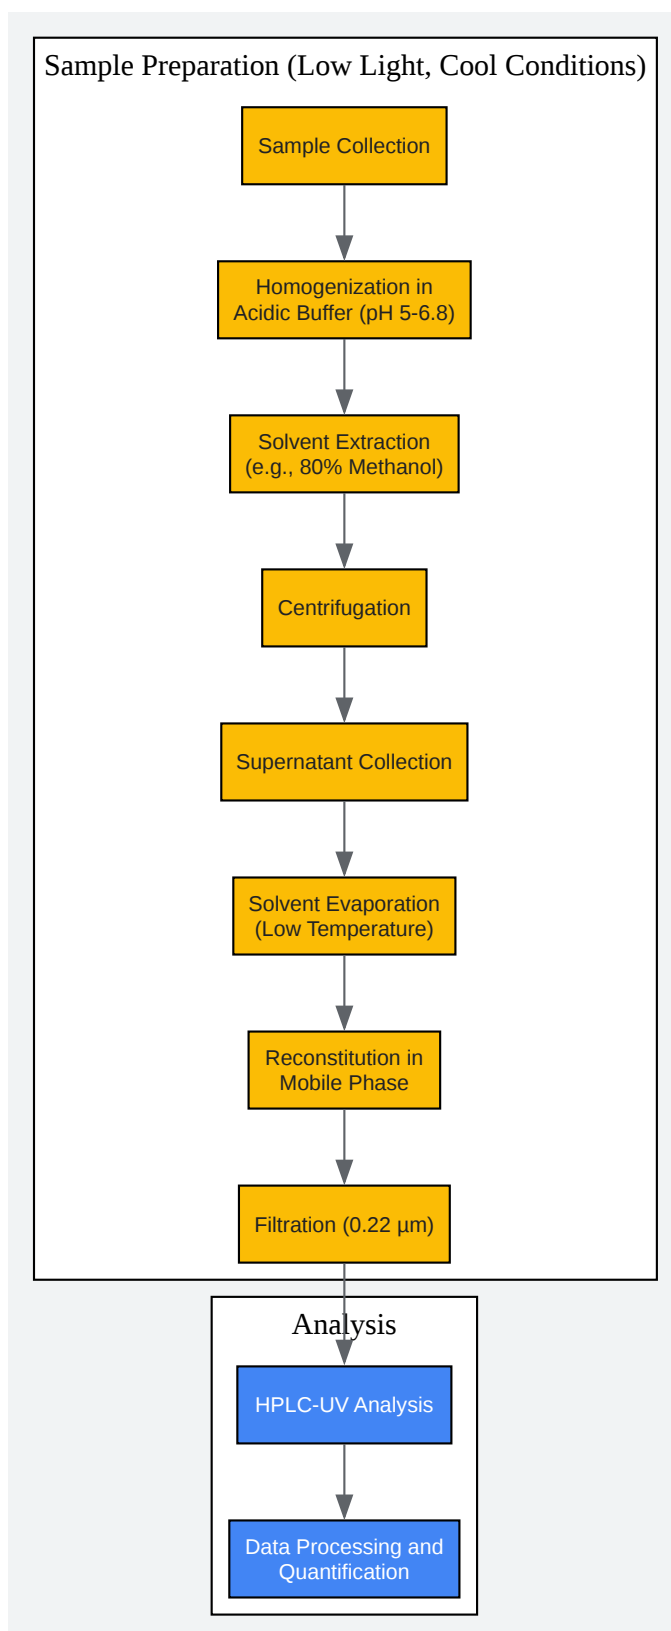 Sample Preparation (Low Light, Cool Conditions)
Sample Collection
Homogenization in
Acidic Buffer (pH 5-6.8)
Solvent Extraction
(e.g., 80% Methanol)
Centrifugation
Supernatant Collection
Solvent Evaporation
(Low Temperature)
Reconstitution in
Mobile Phase
Filtration (0.22 µm)
Analysis
HPLC-UV Analysis
Data Processing and
Quantification